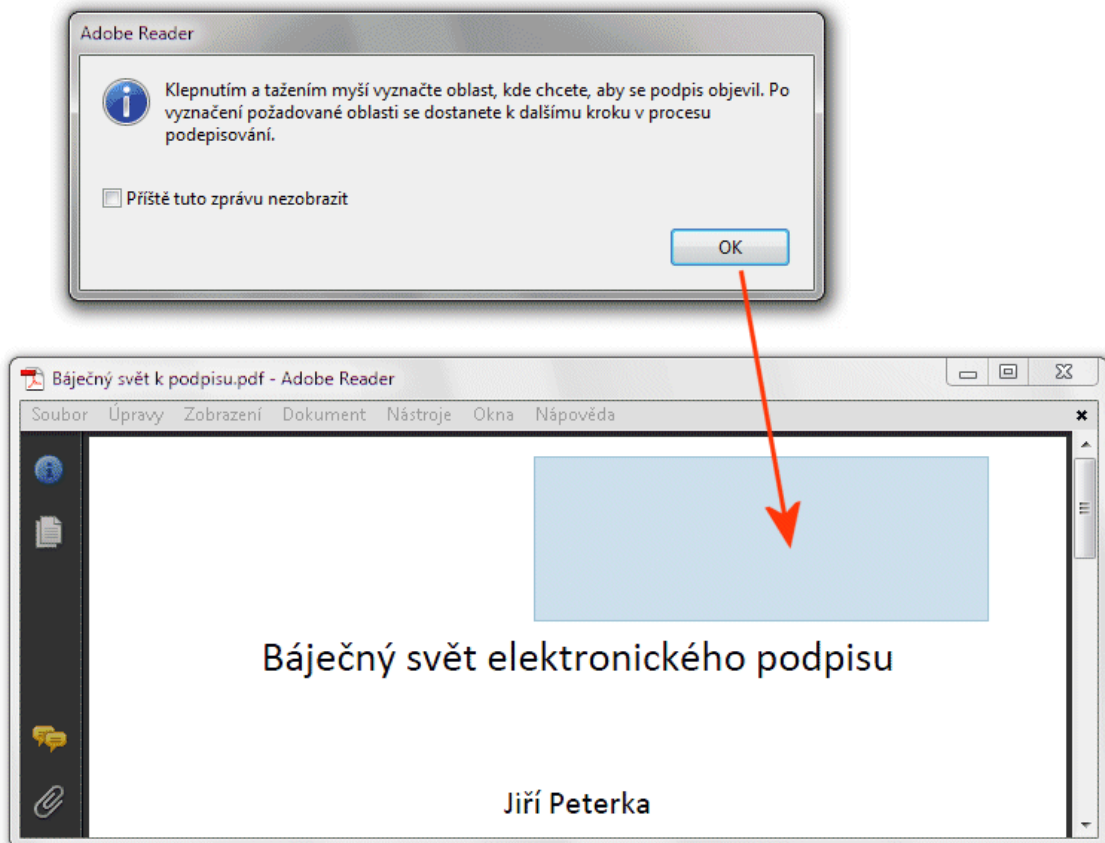 Adobe Reader
Klepnutím a tažením myší vyznačte oblast, kde chcete, aby se podpis objevil. Po
vyznačení požadované oblasti se dostanete k dalšímu kroku v procesu
podepisování.
Příště tuto zprávu nezobrazit
OK
Báječný svět k podpisu.pdf - Adobe Reader
Soubor Úpravy Zobrazení Dokument Nástroje Okna Nápověda
Báječný svět elektronického podpisu
Jiří Peterka